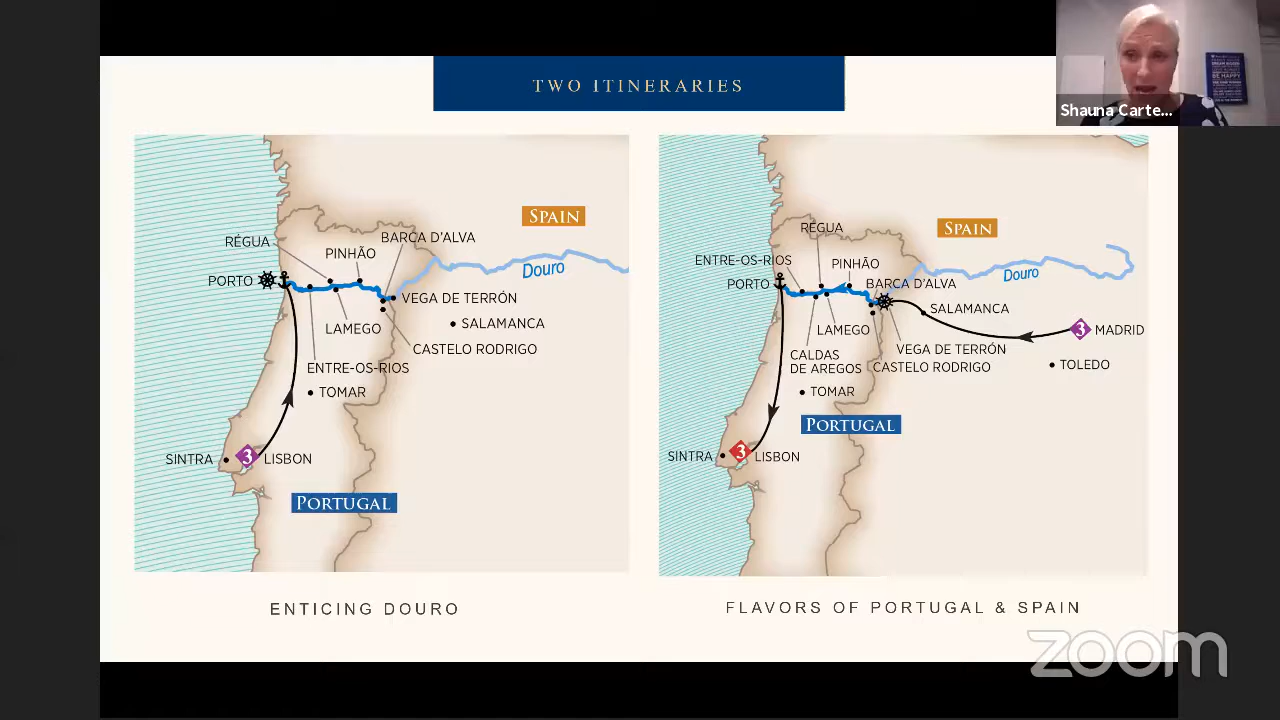 TWO ITINERARIES
Shauna Carte...
BE HAPPY
SPAIN
BARCA D'ALVA
RÉGUA
PINHÃO
Douro
PORTO
VEGA DE TERRÓN
SALAMANCA
LAMEGO
CASTELO RODRIGO
ENTRE-OS-RIOS
TOMAR
SINTRA
3
LISBON
PORTUGAL
ENTICING DOURO
RÉGUA
SPAIN
ENTRE-OS-RIOS
PINHÃO
Douro
PORTO
BARCA D'ALVA
SALAMANCA
LAMEGO
3
MADRID
VEGA DE TERRÓN
CALDAS
DE AREGOS
CASTELO RODRIGO
TOLEDO
TOMAR
PORTUGAL
SINTRA
3
LISBON
FLAVORS OF PORTUGAL & SPAIN
zoom